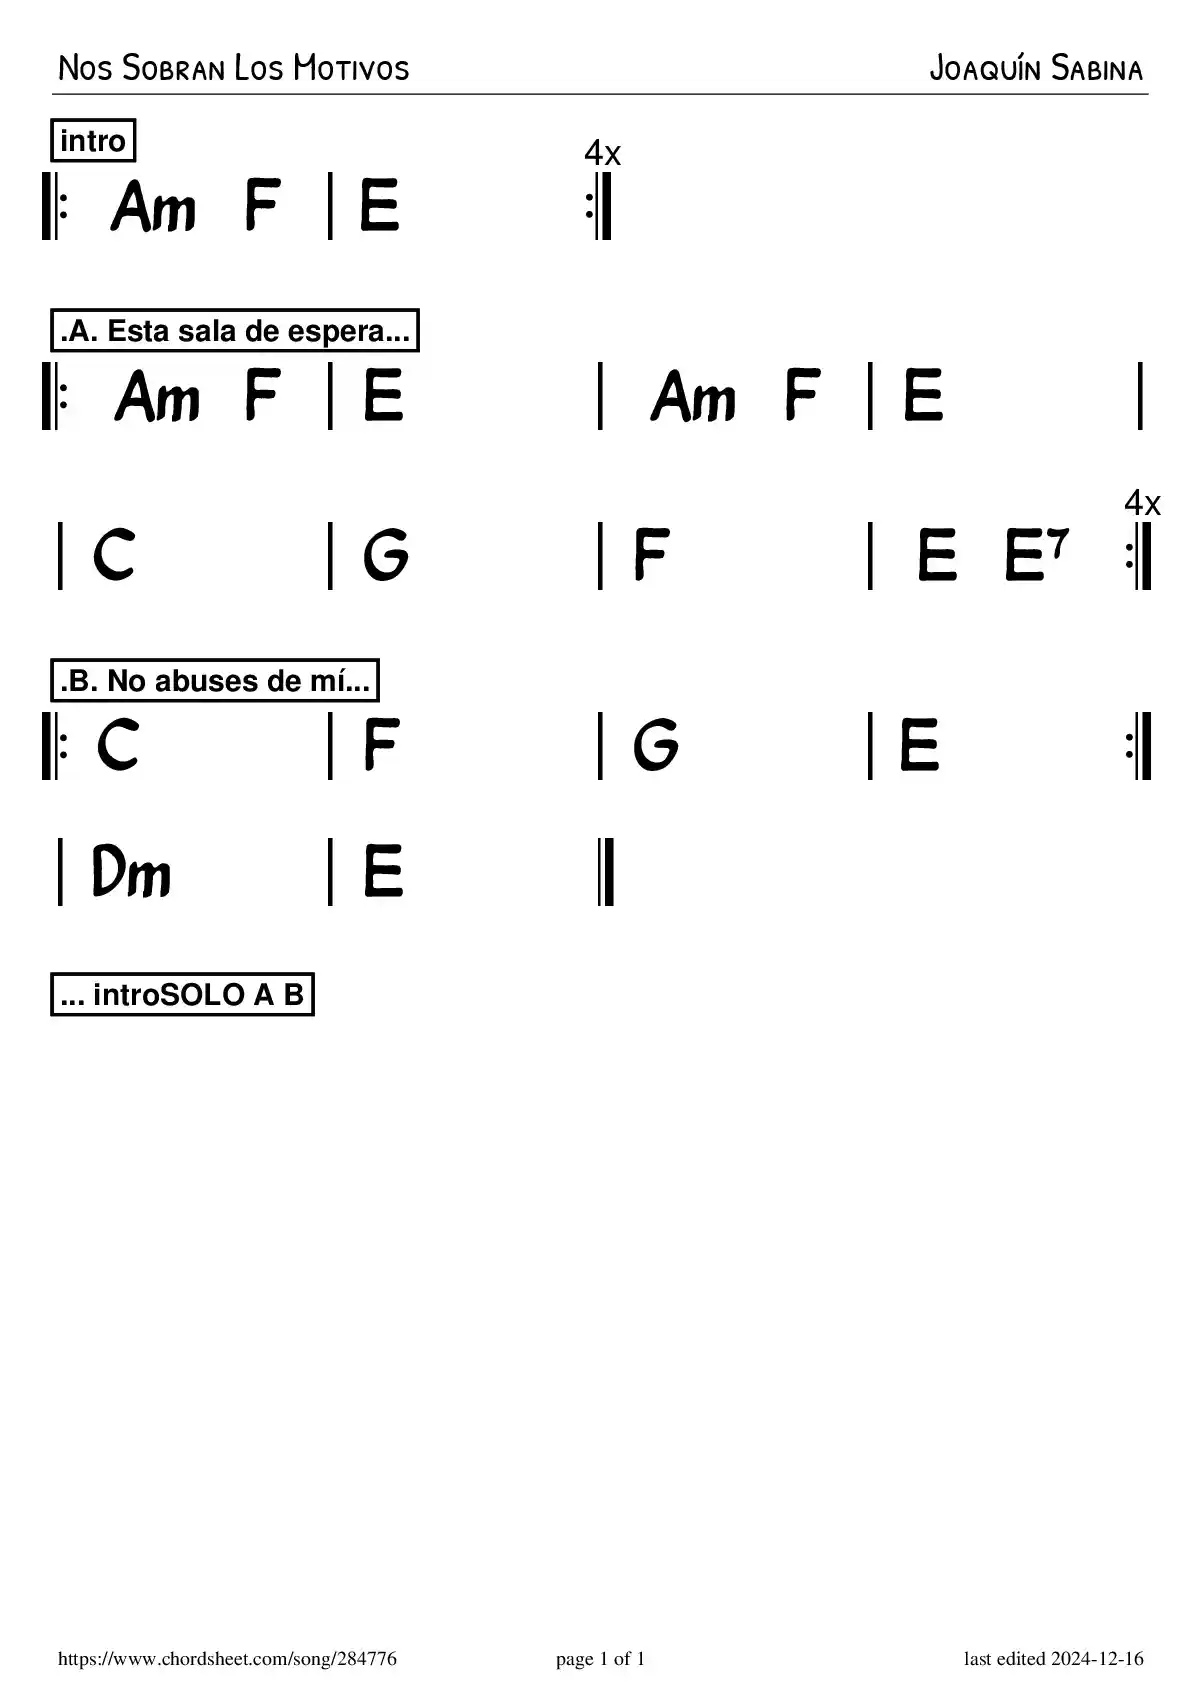 Nos Sobran Los Motivos Joaquín Sabina
intro
4x
Am F E
.A. Esta sala de espera...
Am F E Am F E
4x
C G F E E7
.B. No abuses de mí...
C F G E
Dm E
... introSOLO A B
https://www.chordsheet.com/song/284776 page 1 of 1 last edited 2024-12-16